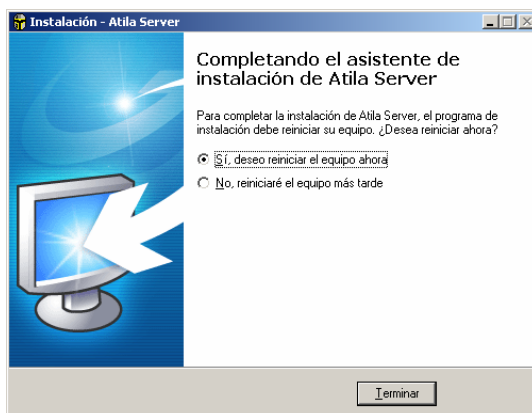 Instalación - Atila Server
Completando el asistente de
instalación de Atila Server
Para completar la instalación de Atila Server, el programa de
instalación debe reiniciar su equipo. ¿Desea reiniciar ahora?
Sí, deseo reiniciar el equipo ahora
No, reiniciaré el equipo más tarde
Terminar